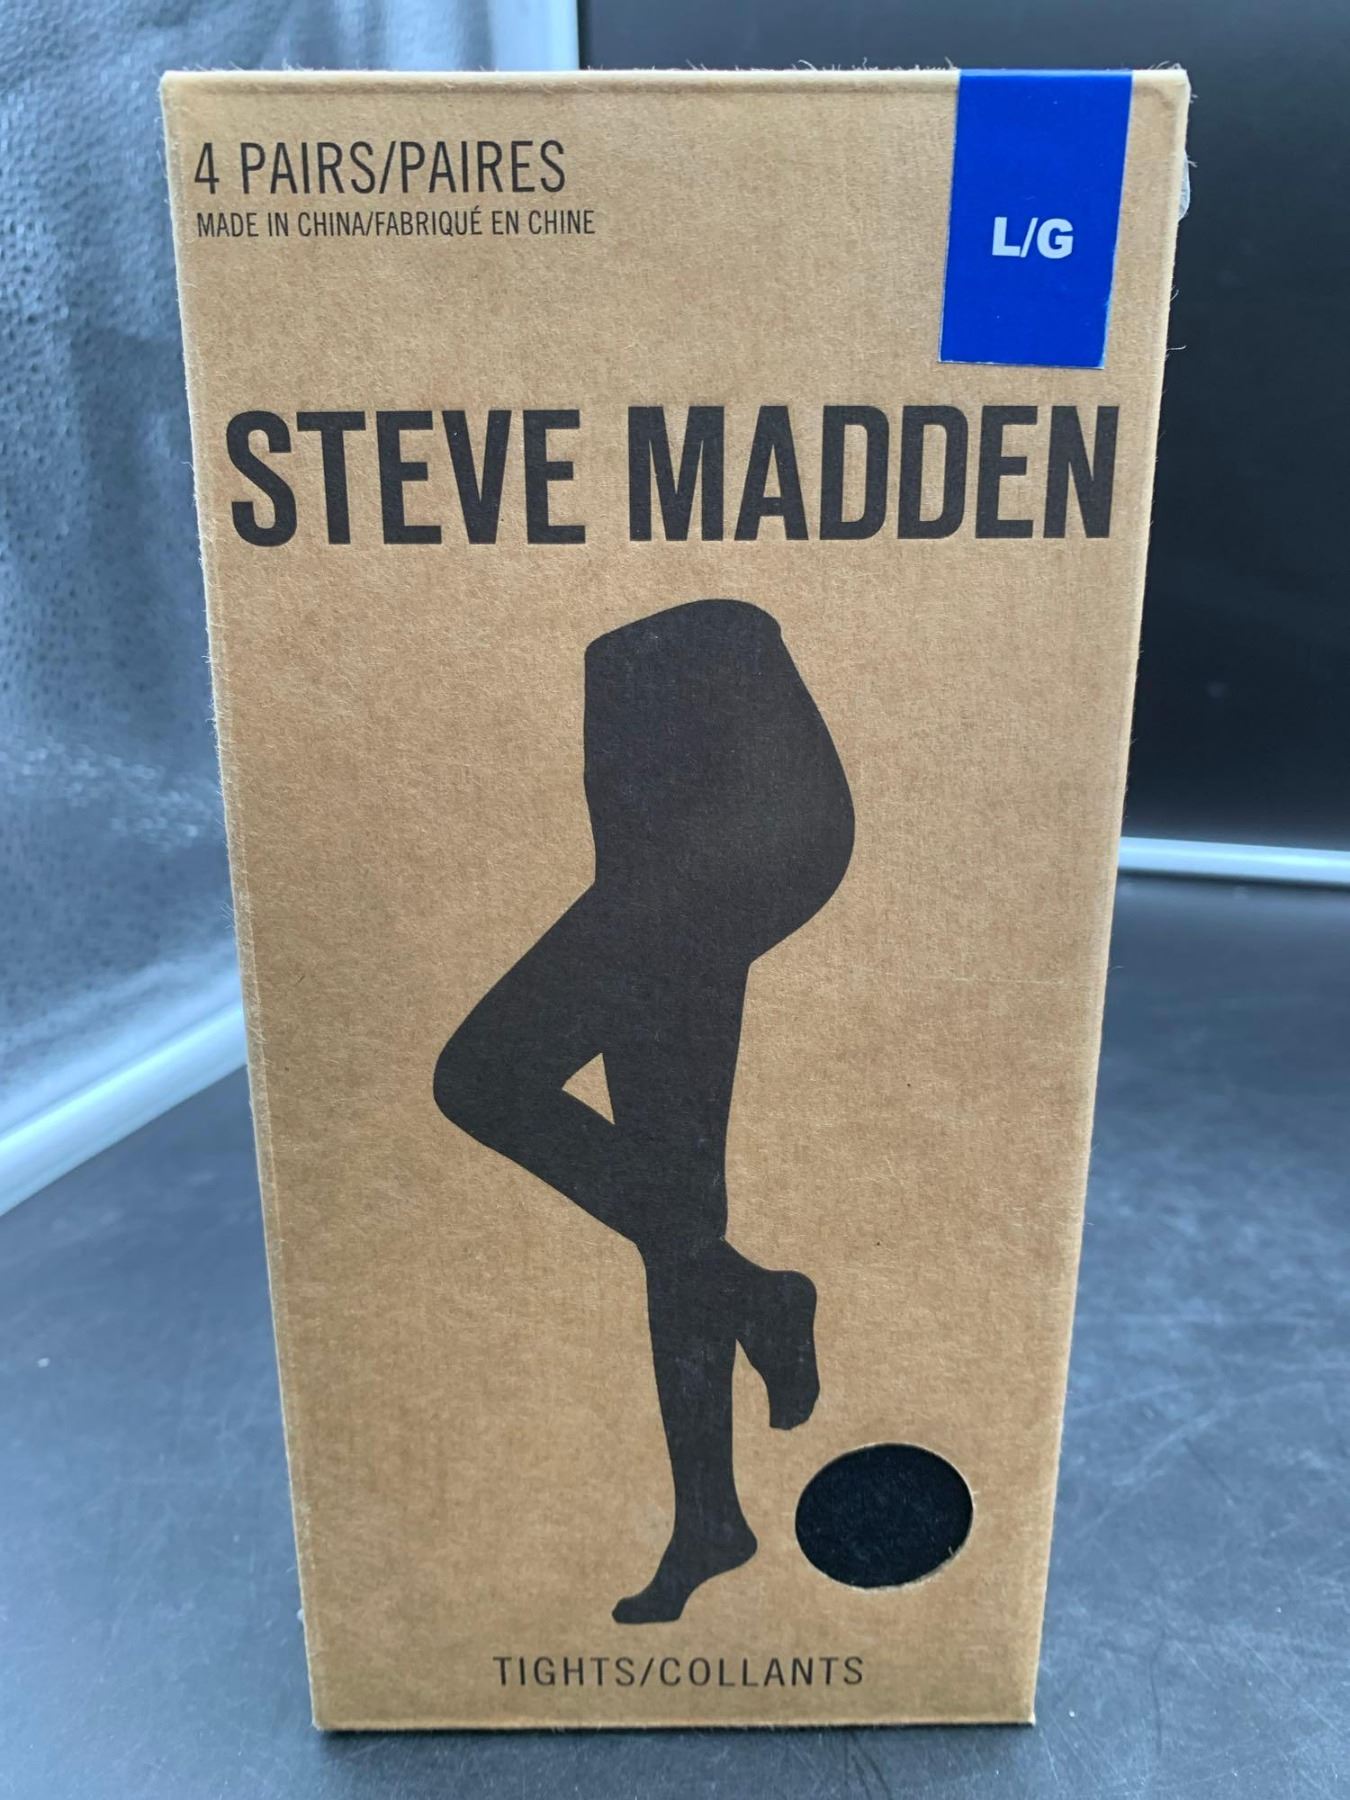 4 PAIRS/PAIRES
MADE IN CHINA/FABRIQUÉ EN CHINE
L/G
STEVE MADDEN
TIGHTS/COLLANTS